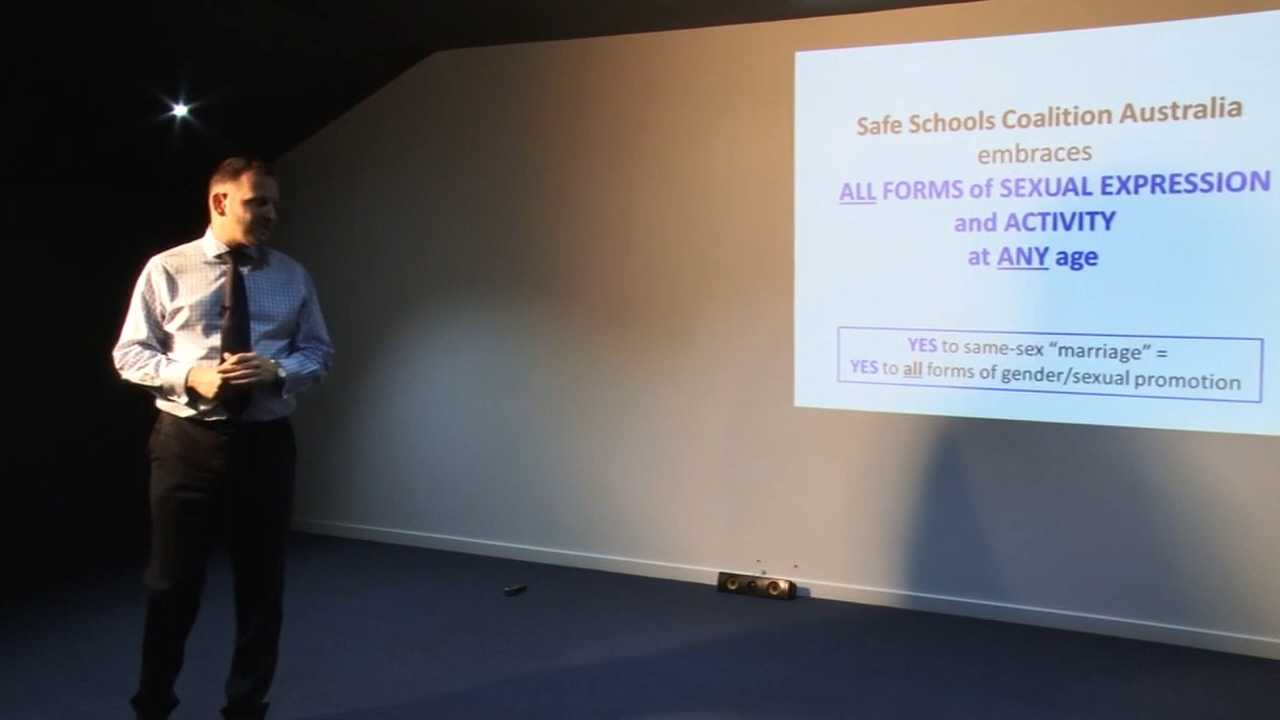 Safe Schools Coalition Australia
embraces
ALL FORMS of SEXUAL EXPRESSION
and ACTIVITY
at ANY age
YES to same-sex “marriage” =
YES to all forms of gender/sexual promotion